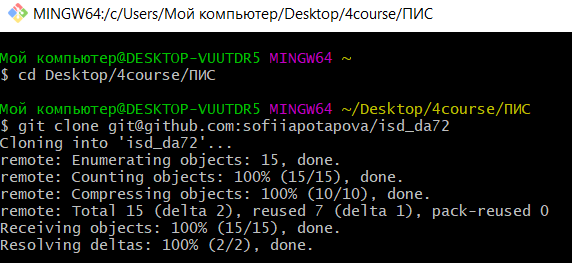 MINGW64:/c/Users/Мой компьютер/Desktop/4course/ПИС
Мой компьютер@DESKTOP-VUUTDR5 MINGW64 ~
$ cd Desktop/4course/ПИС
Мой компьютер@DESKTOP-VUUTDR5 MINGW64 ~/Desktop/4course/ПИС
$ git clone git@github.com:sofiiapotapova/isd_da72
Cloning into 'isd_da72'...
remote: Enumerating objects: 15, done.
remote: Counting objects: 100% (15/15), done.
remote: Compressing objects: 100% (10/10), done.
remote: Total 15 (delta 2), reused 7 (delta 1), pack-reused 0
Receiving objects: 100% (15/15), done.
Resolving deltas: 100% (2/2), done.